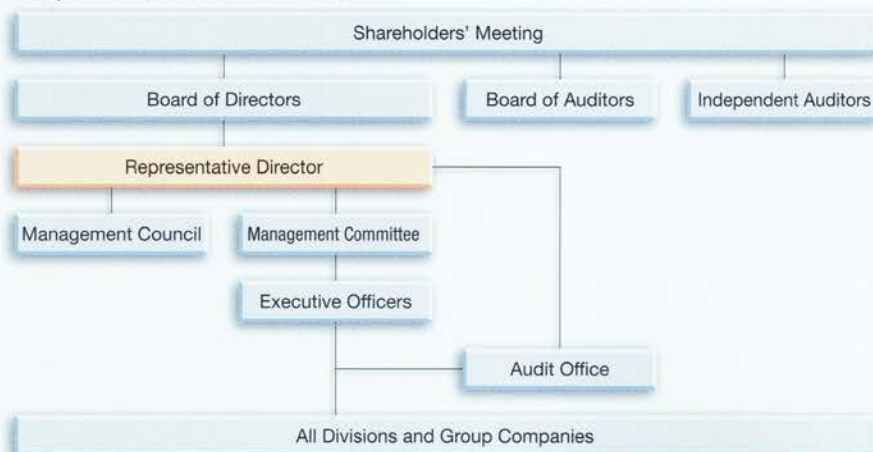 Shareholders' Meeting
Board of Directors
Board of Auditors
Independent Auditors
Representative Director
Management Council
Management Committee
Executive Officers
Audit Office
All Divisions and Group Companies